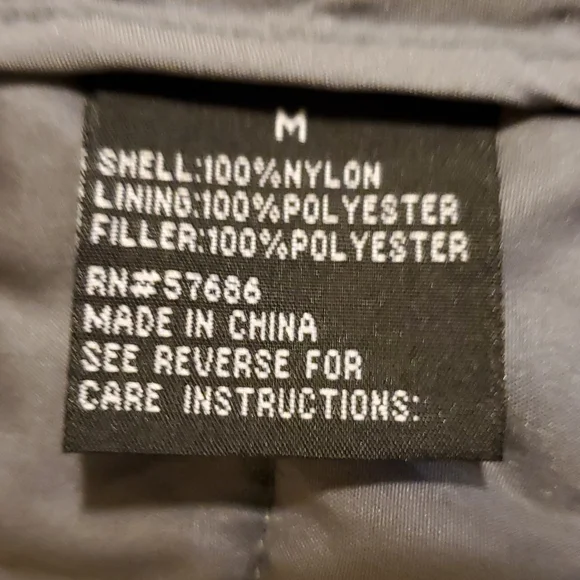 M
SHELL:100%NYLON
LINING:100%POLYESTER
FILLER:100%POLYESTER
RN#57686
MADE IN CHINA
SEE REVERSE FOR
CARE INSTRUCTIONS: